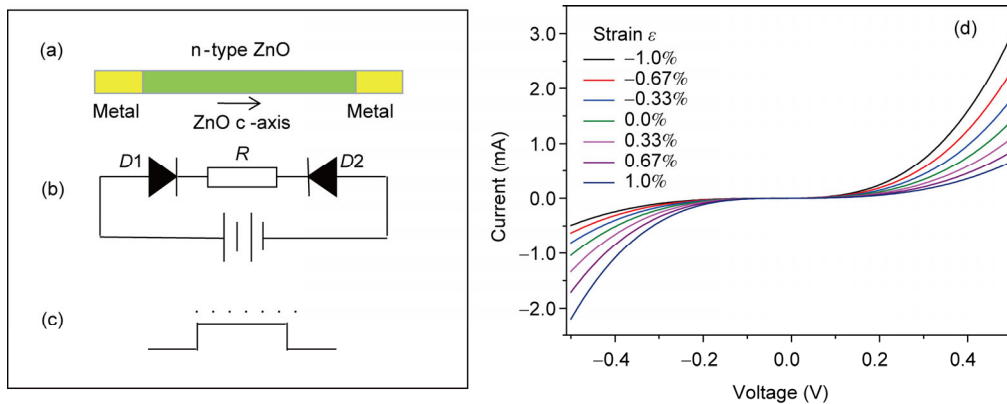 (a)
n-type ZnO
Metal
Metal
ZnO c-axis
(b)
D1
R
D2
(c)
(d)
Strain ε
−1.0%
−0.67%
−0.33%
0.0%
0.33%
0.67%
1.0%
3.0
2.0
1.0
0.0
−1.0
−2.0
Current (mA)
−0.4
−0.2
0.0
0.2
0.4
Voltage (V)